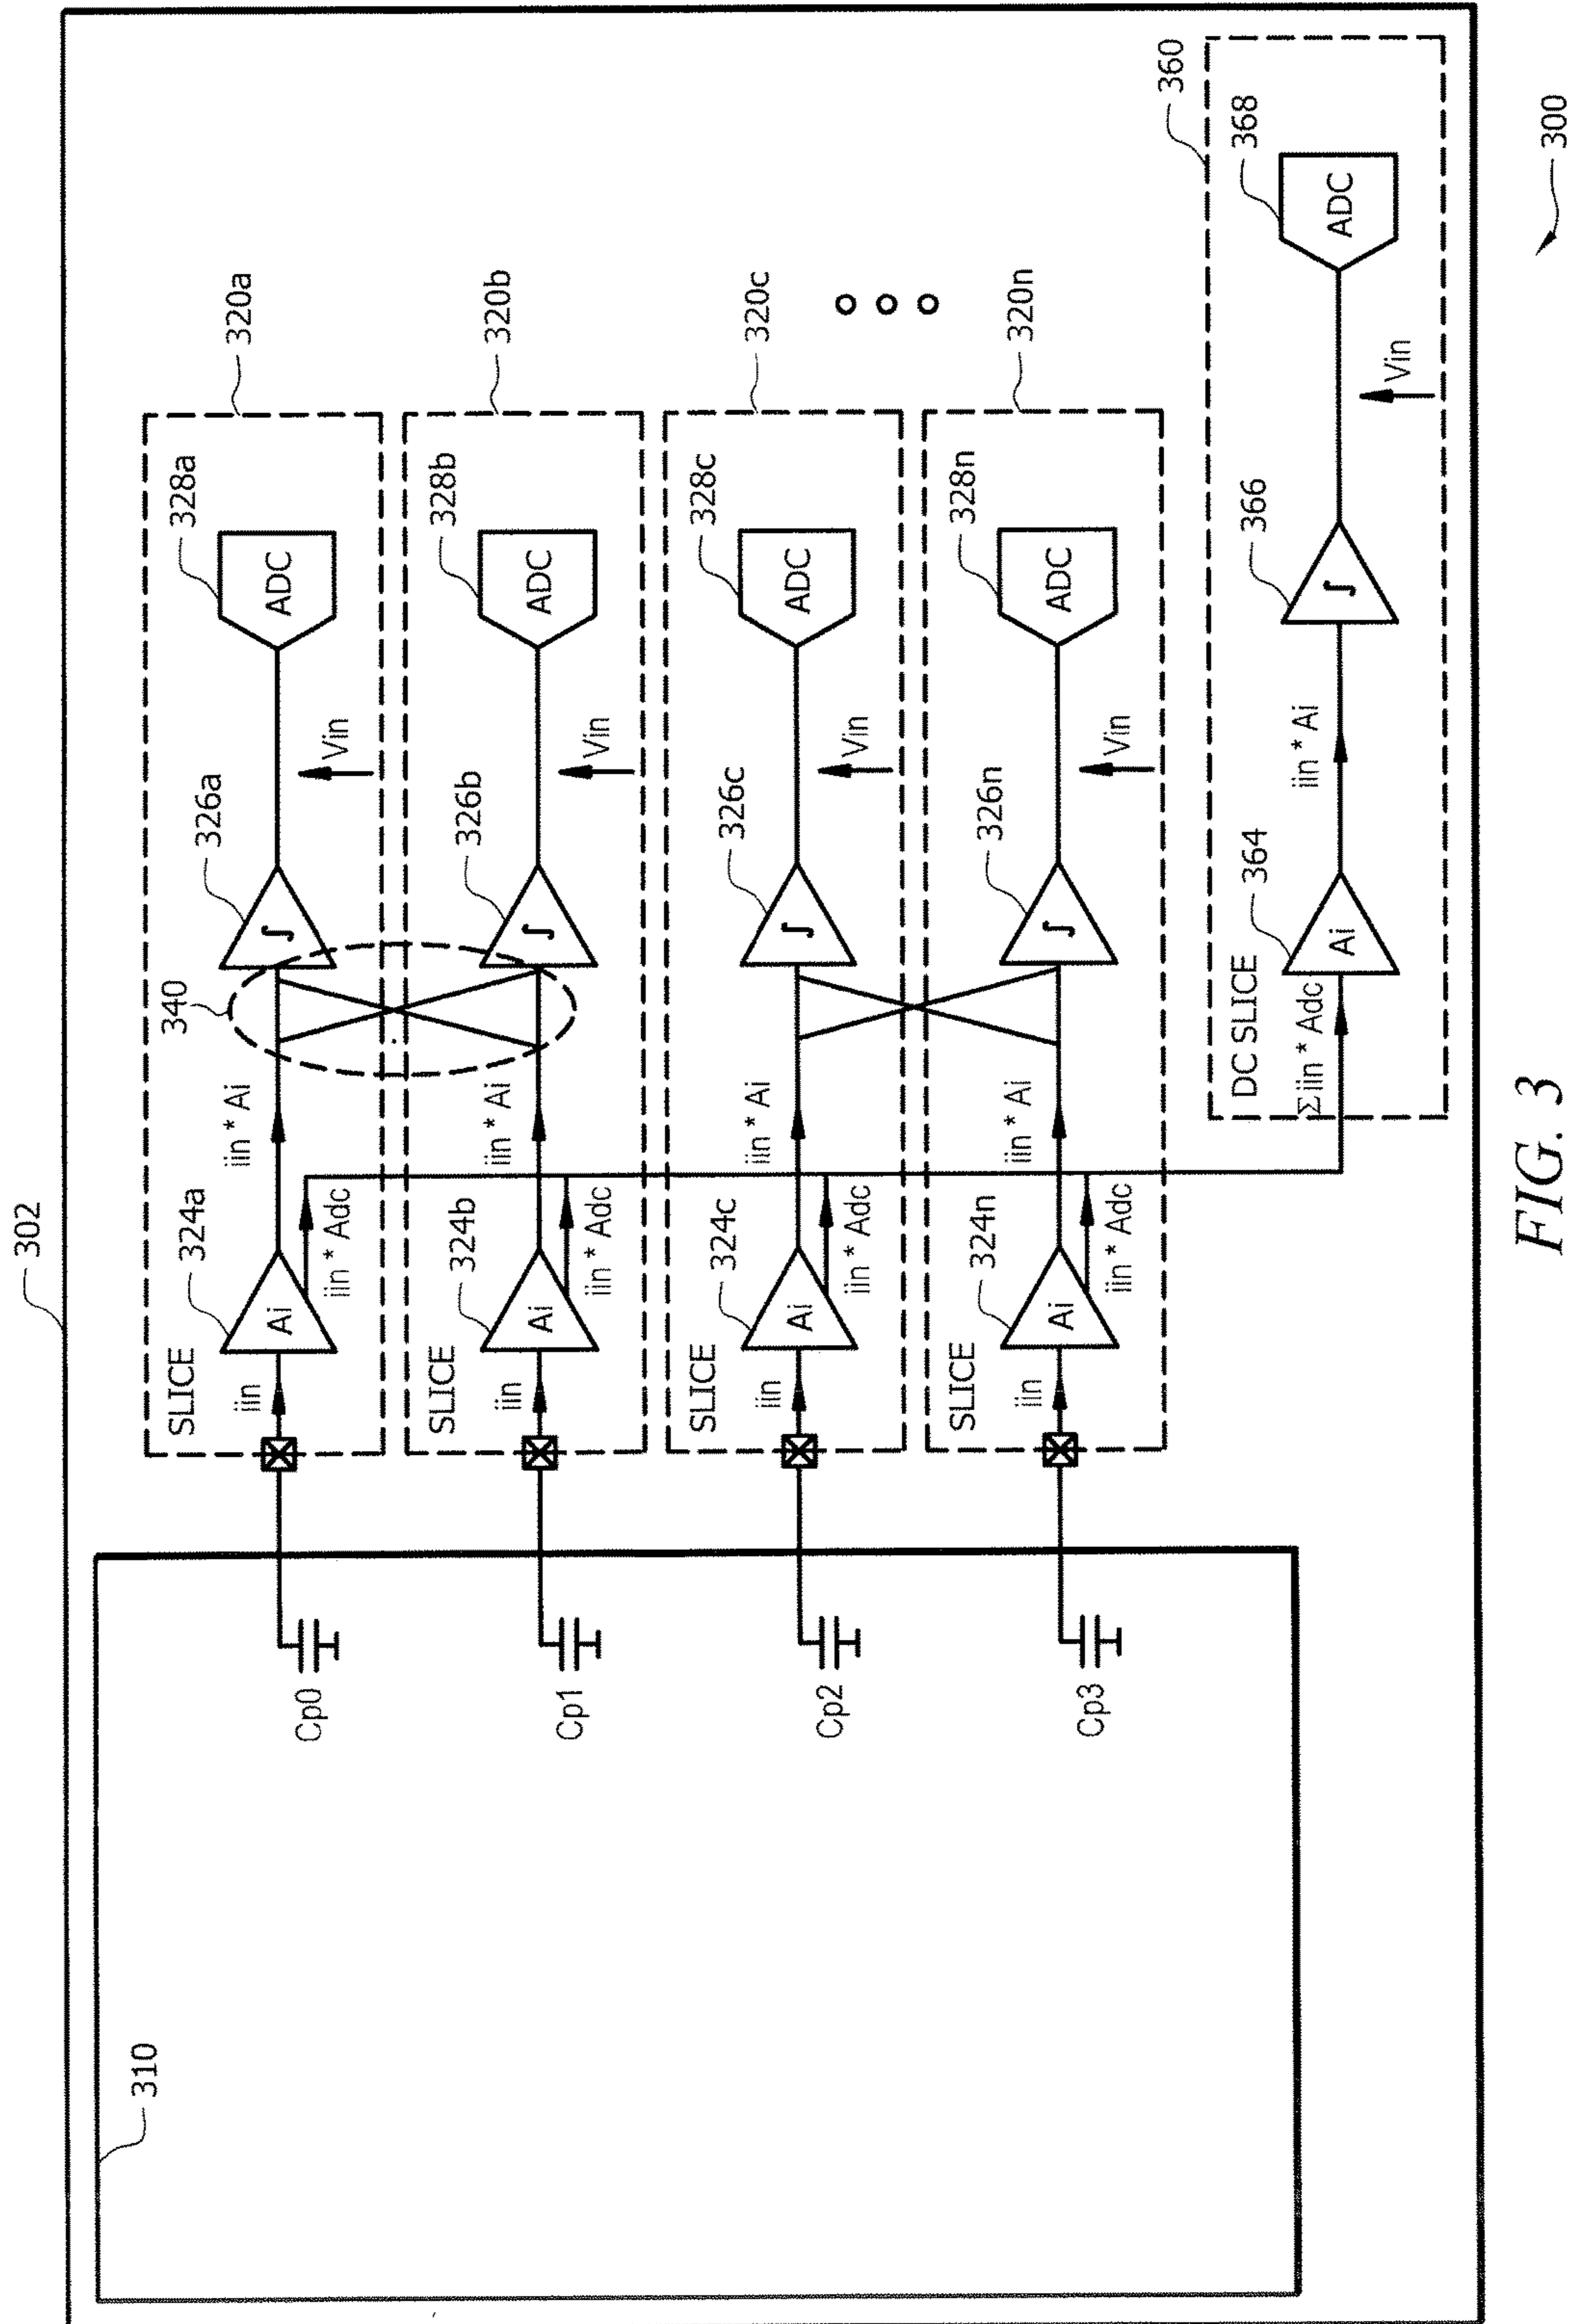 302
310
Cp0
Cp1
Cp2
Cp3
SLICE
iin
Ai
324a
iin * Adc
iin * Ai
340
∫
326a
Vin
ADC
328a
320a
SLICE
iin
Ai
324b
iin * Adc
iin * Ai
∫
326b
Vin
ADC
328b
320b
SLICE
iin
Ai
324c
iin * Adc
iin * Ai
∫
326c
Vin
ADC
328c
320c
SLICE
iin
Ai
324n
iin * Adc
iin * Ai
∫
326n
Vin
ADC
328n
320n
DC SLICE
Σiin * Adc
Ai
364
iin * Ai
∫
366
Vin
ADC
368
360
300
FIG. 3